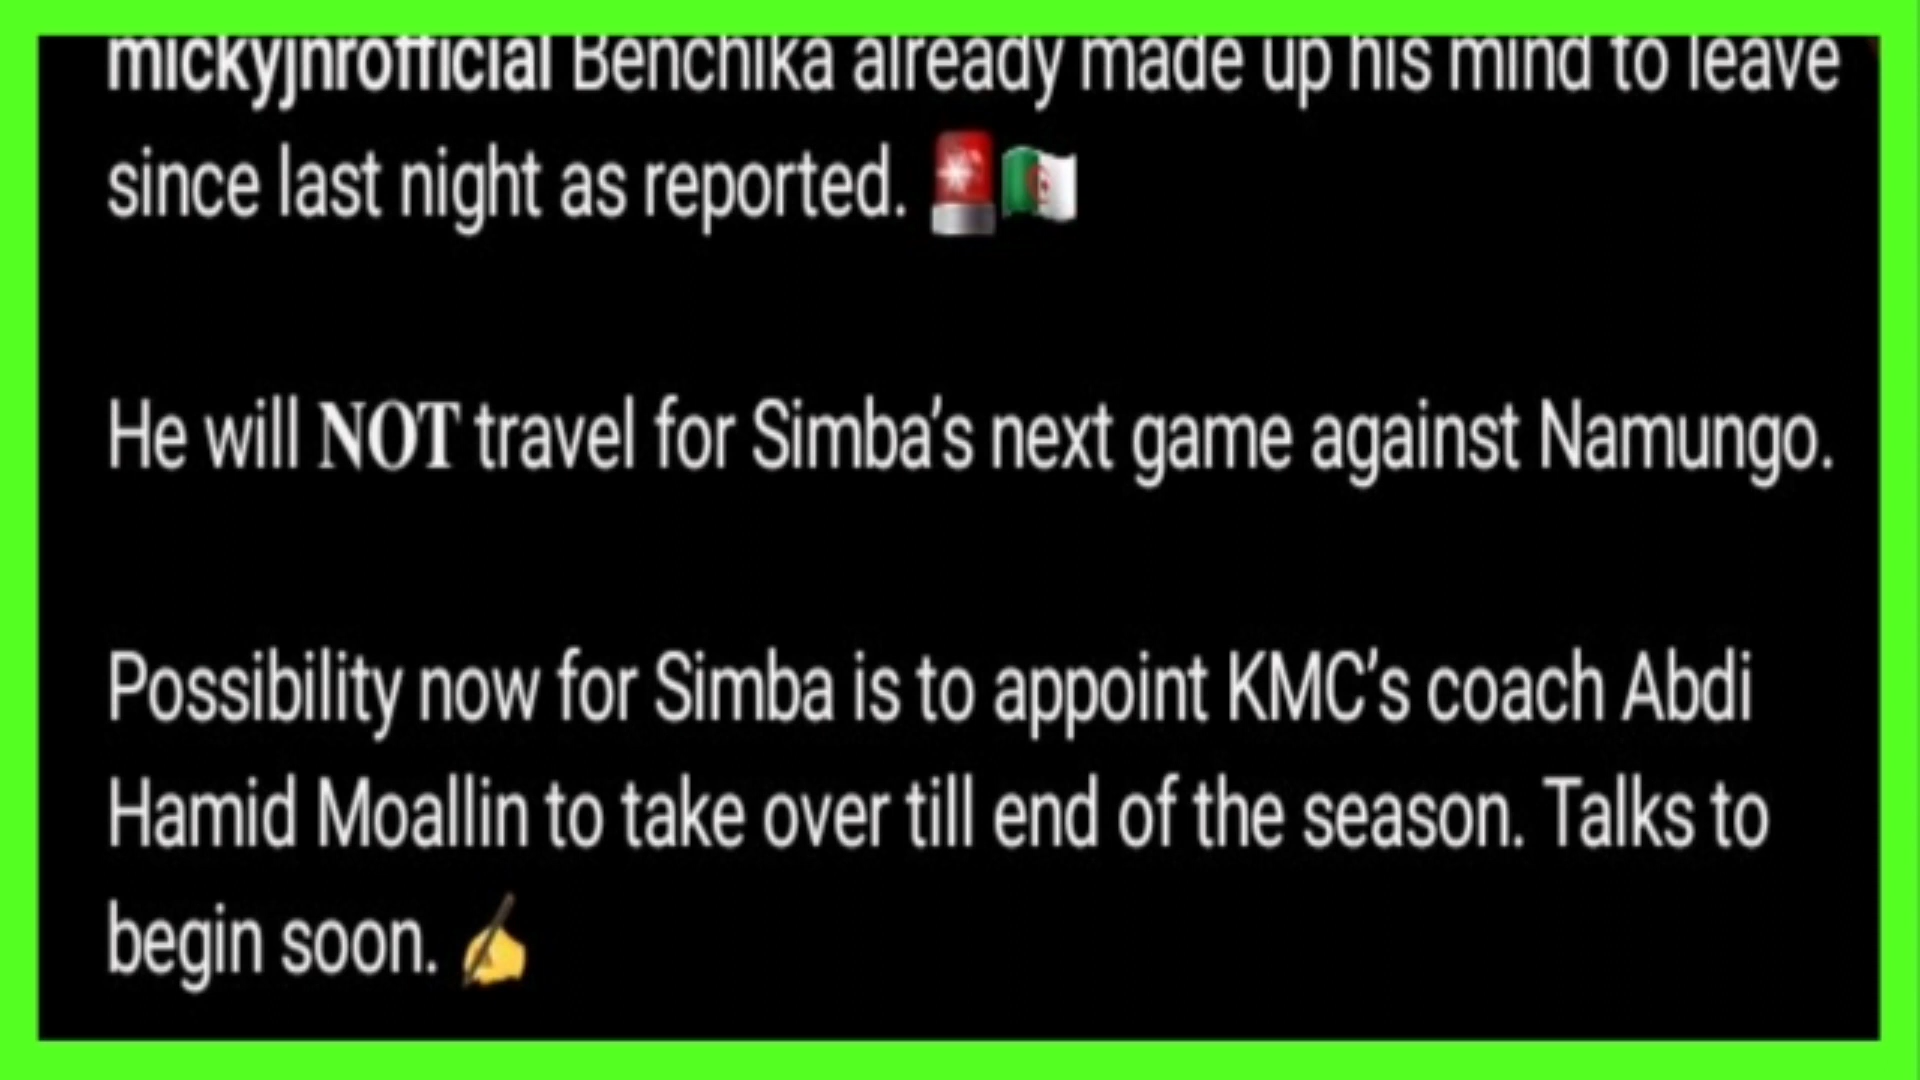 mickyjnrofficial Benchika already made up his mind to leave
since last night as reported. 🚨🇩🇿
He will NOT travel for Simba’s next game against Namungo.
Possibility now for Simba is to appoint KMC’s coach Abdi
Hamid Moallin to take over till end of the season. Talks to
begin soon. ✍️